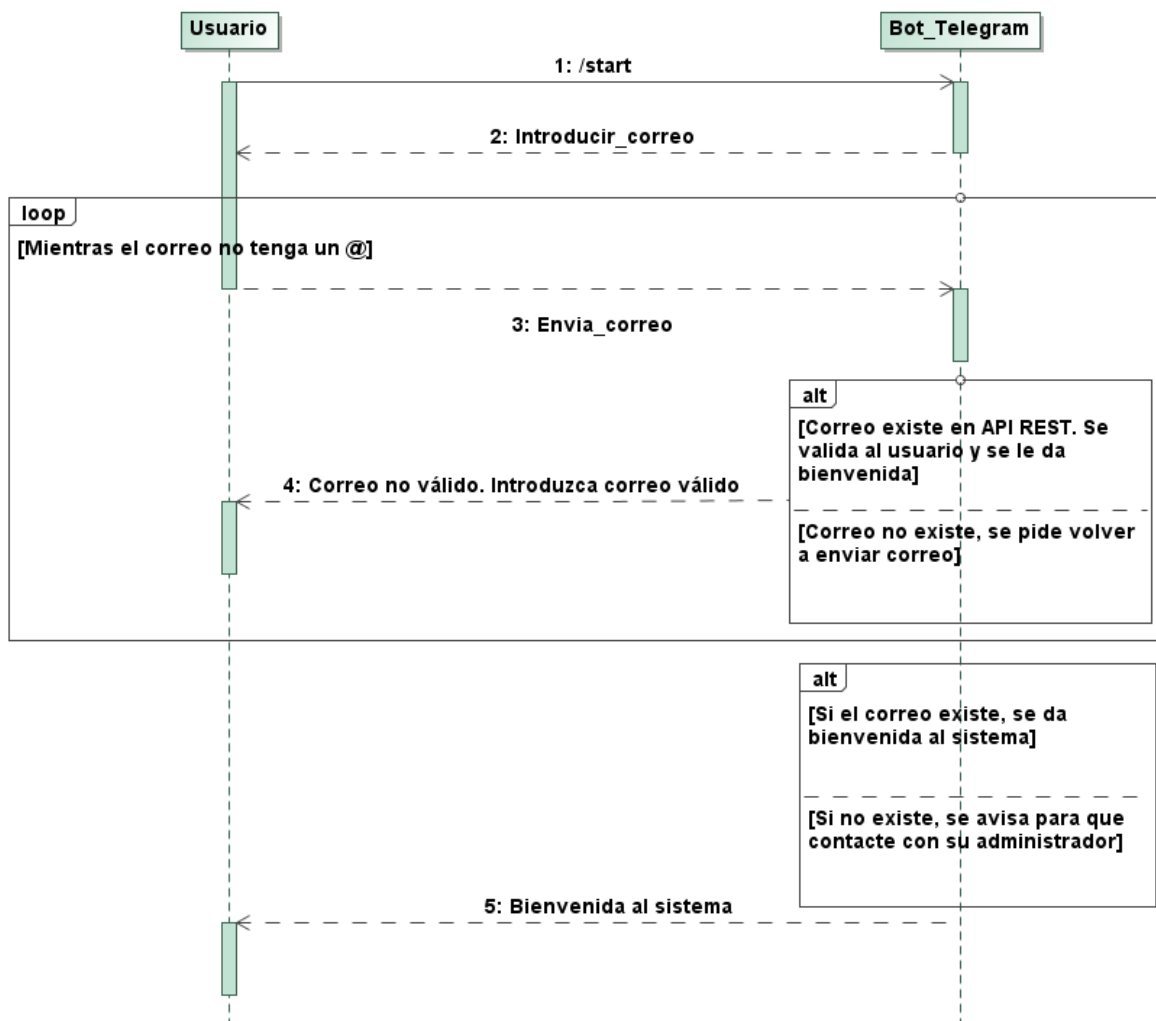 Usuario
Bot_Telegram
1: /start
2: Introducir_correo
loop
[Mientras el correo no tenga un @]
3: Envia_correo
alt
[Correo existe en API REST. Se
valida al usuario y se le da
bienvenida]
4: Correo no válido. Introduzca correo válido
[Correo no existe, se pide volver
a enviar correo]
alt
[Si el correo existe, se da
bienvenida al sistema]
[Si no existe, se avisa para que
contacte con su administrador]
5: Bienvenida al sistema